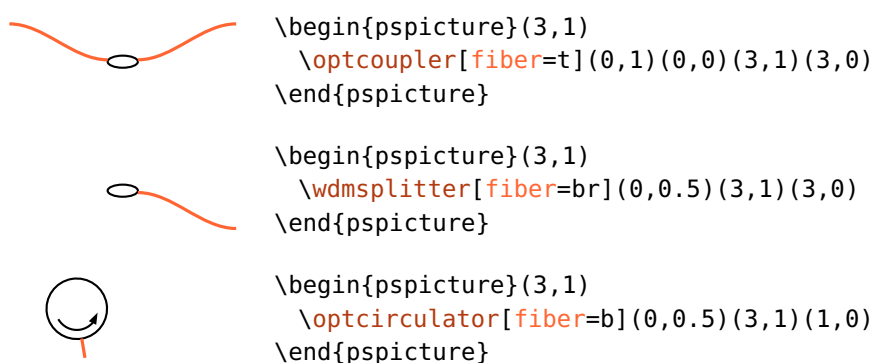 \begin{pspicture}(3,1)
  \optcoupler[fiber=t](0,1)(0,0)(3,1)(3,0)
\end{pspicture}
\begin{pspicture}(3,1)
  \wdmsplitter[fiber=br](0,0.5)(3,1)(3,0)
\end{pspicture}
\begin{pspicture}(3,1)
  \optcirculator[fiber=b](0,0.5)(3,1)(1,0)
\end{pspicture}